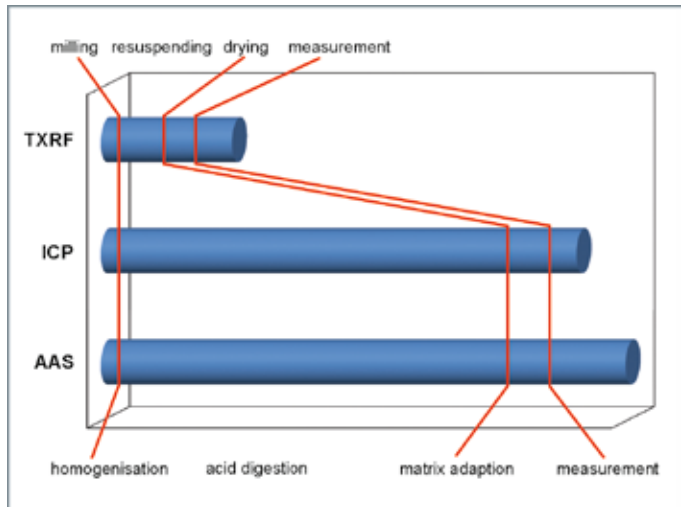 milling resuspending drying measurement
TXRF
ICP
AAS
homogenisation acid digestion matrix adaption measurement